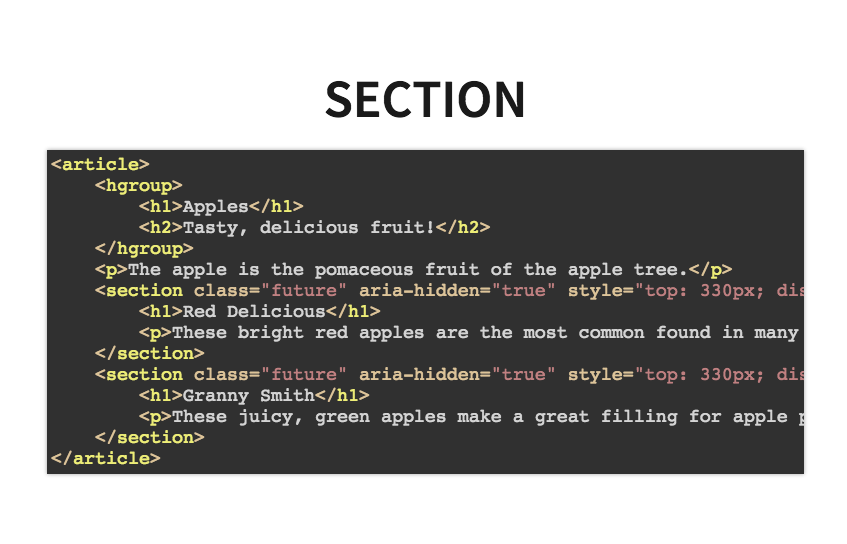 SECTION
<article>
    <hgroup>
        <h1>Apples</h1>
        <h2>Tasty, delicious fruit!</h2>
    </hgroup>
    <p>The apple is the pomaceous fruit of the apple tree.</p>
    <section class="future" aria-hidden="true" style="top: 330px; dis
        <h1>Red Delicious</h1>
        <p>These bright red apples are the most common found in many
    </section>
    <section class="future" aria-hidden="true" style="top: 330px; dis
        <h1>Granny Smith</h1>
        <p>These juicy, green apples make a great filling for apple
    </section>
</article>